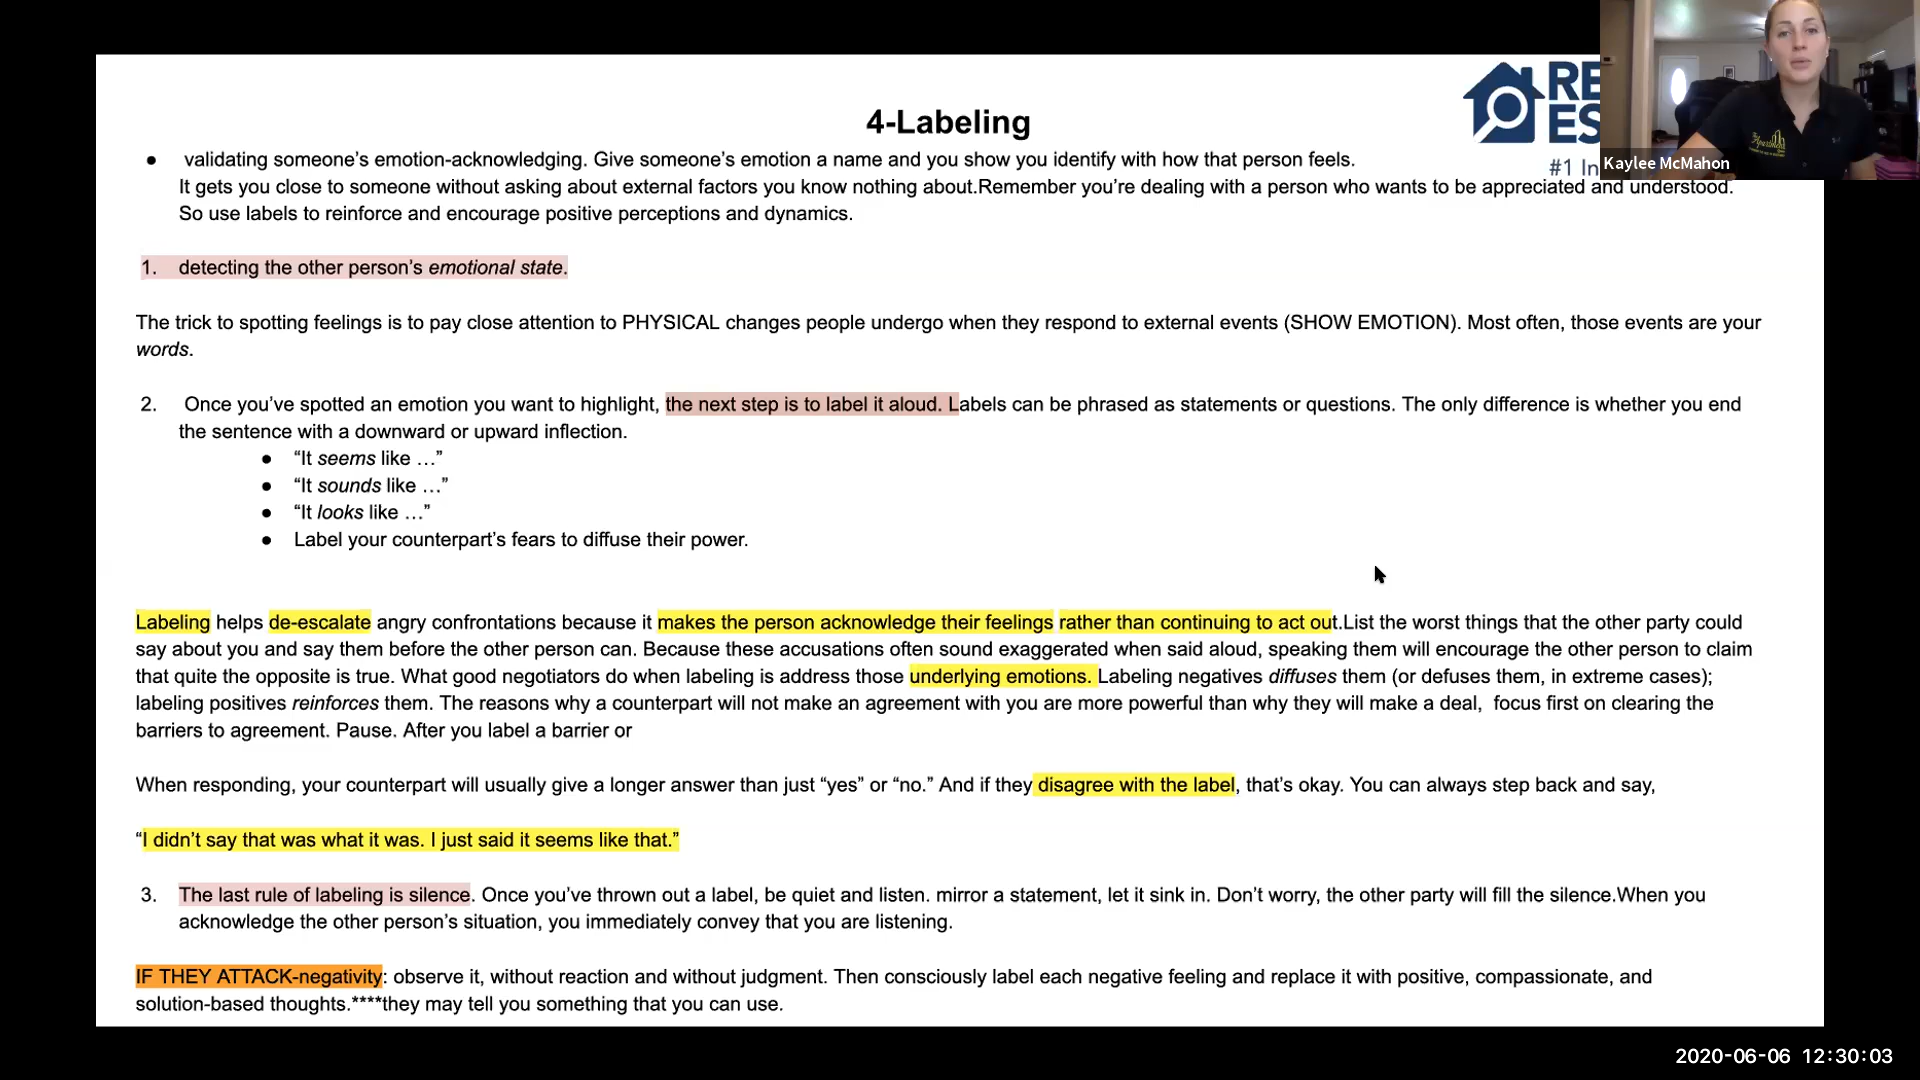 4-Labeling
RE
ES
#1 In
Kaylee McMahon
● validating someone’s emotion-acknowledging. Give someone’s emotion a name and you show you identify with how that person feels.
It gets you close to someone without asking about external factors you know nothing about.Remember you’re dealing with a person who wants to be appreciated and understood.
So use labels to reinforce and encourage positive perceptions and dynamics.
1. detecting the other person’s emotional state.
The trick to spotting feelings is to pay close attention to PHYSICAL changes people undergo when they respond to external events (SHOW EMOTION). Most often, those events are your
words.
2. Once you’ve spotted an emotion you want to highlight, the next step is to label it aloud. Labels can be phrased as statements or questions. The only difference is whether you end
the sentence with a downward or upward inflection.
● “It seems like …”
● “It sounds like …”
● “It looks like …”
● Label your counterpart’s fears to diffuse their power.
Labeling helps de-escalate angry confrontations because it makes the person acknowledge their feelings rather than continuing to act out.List the worst things that the other party could
say about you and say them before the other person can. Because these accusations often sound exaggerated when said aloud, speaking them will encourage the other person to claim
that quite the opposite is true. What good negotiators do when labeling is address those underlying emotions. Labeling negatives diffuses them (or defuses them, in extreme cases);
labeling positives reinforces them. The reasons why a counterpart will not make an agreement with you are more powerful than why they will make a deal, focus first on clearing the
barriers to agreement. Pause. After you label a barrier or
When responding, your counterpart will usually give a longer answer than just “yes” or “no.” And if they disagree with the label, that’s okay. You can always step back and say,
“I didn’t say that was what it was. I just said it seems like that.”
3. The last rule of labeling is silence. Once you’ve thrown out a label, be quiet and listen. mirror a statement, let it sink in. Don’t worry, the other party will fill the silence.When you
acknowledge the other person’s situation, you immediately convey that you are listening.
IF THEY ATTACK-negativity: observe it, without reaction and without judgment. Then consciously label each negative feeling and replace it with positive, compassionate, and
solution-based thoughts.****they may tell you something that you can use.
2020-06-06 12:30:03